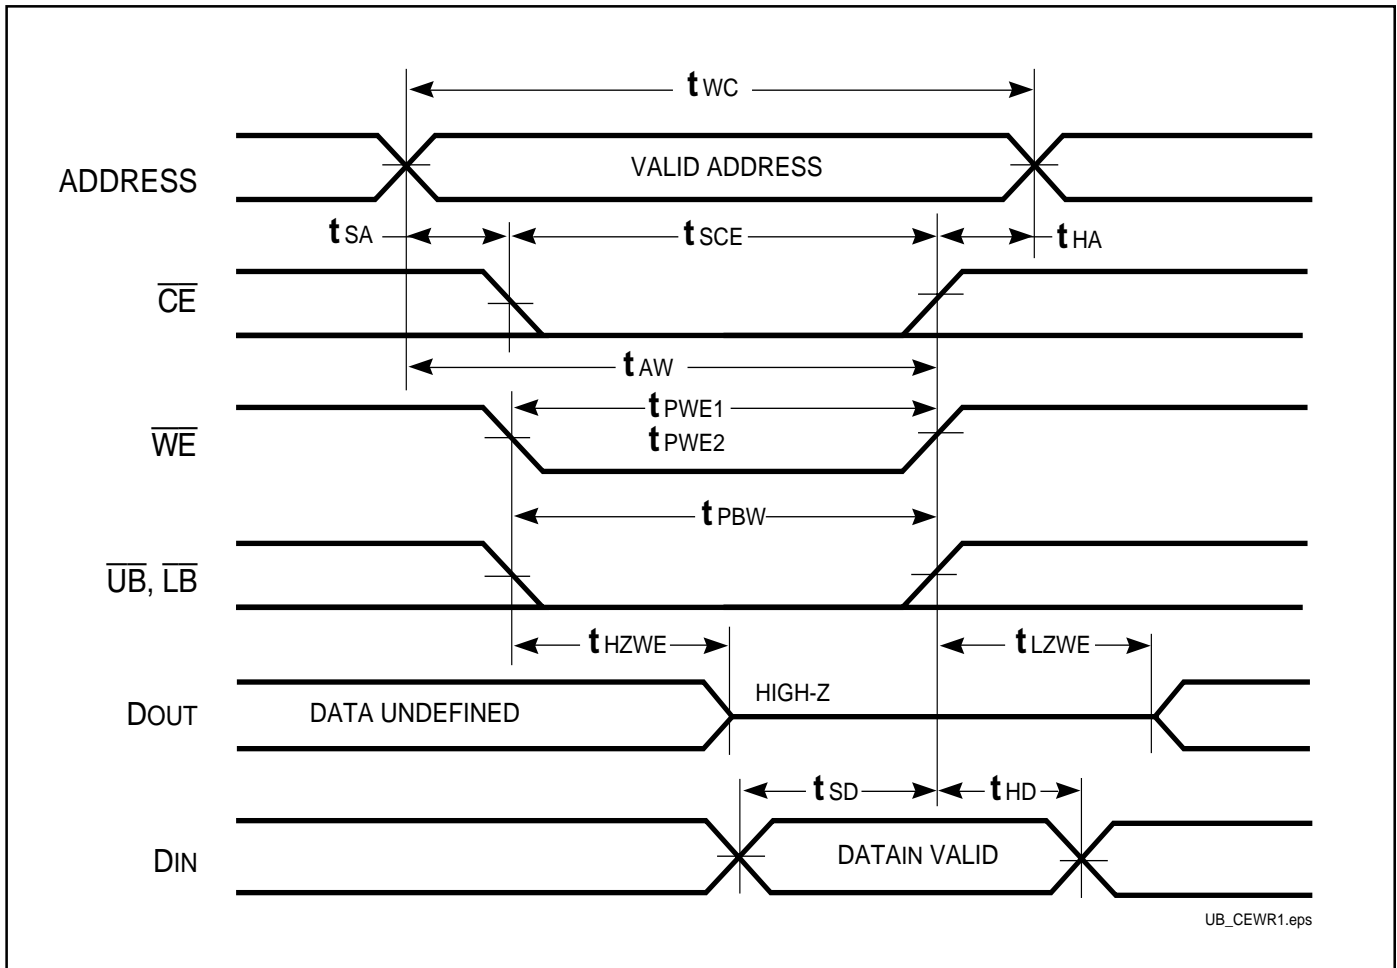 tWC
ADDRESS
VALID ADDRESS
tSA
tSCE
tHA
CE
tAW
WE
tPWE1
tPWE2
tPBW
UB, LB
tHZWE
tLZWE
DOUT
DATA UNDEFINED
HIGH-Z
tSD
tHD
DIN
DATAIN VALID
UB_CEWR1.eps